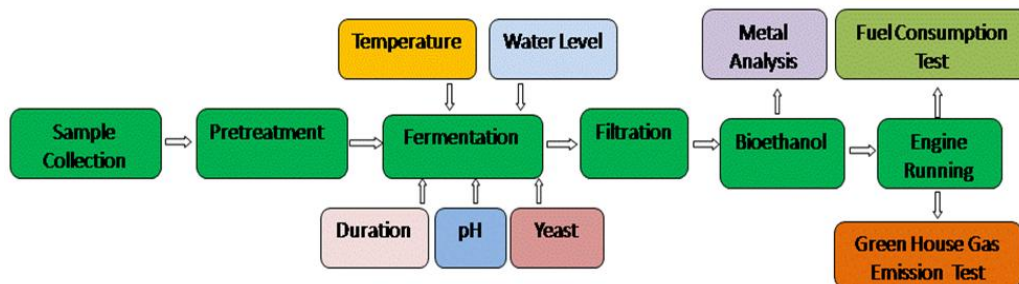 Temperature
Water Level
Metal
Analysis
Fuel Consumption
Test
Sample
Collection
Pretreatment
Fermentation
Filtration
Bioethanol
Engine
Running
Duration
pH
Yeast
Green House Gas
Emission Test